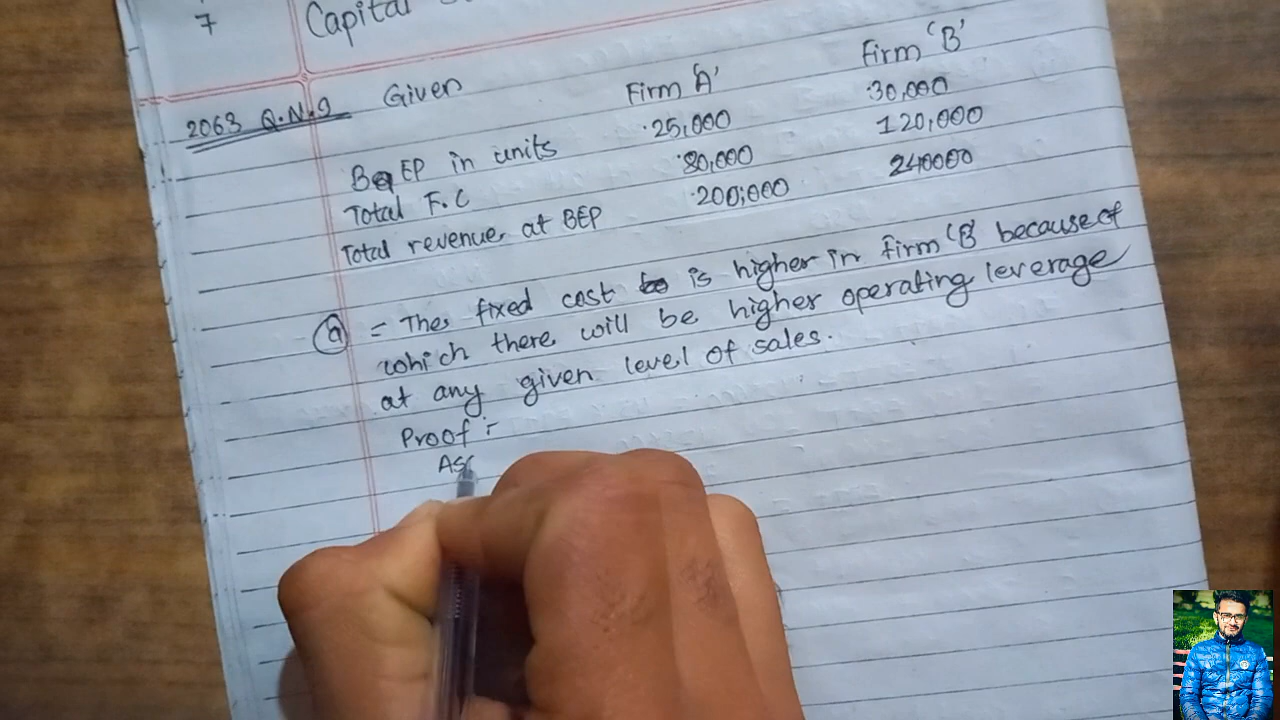 7 Capital
2063 Q.N.9 Given Firm 'A' Firm 'B'
BEP in units 25,000 30,000
Total F.C 80,000 120,000
Total revenue at BEP 200,000 240000
(a) = The fixed cost is higher in firm 'B' because of
which there will be higher operating leverage
at any given level of sales.
Proof :-
Ass